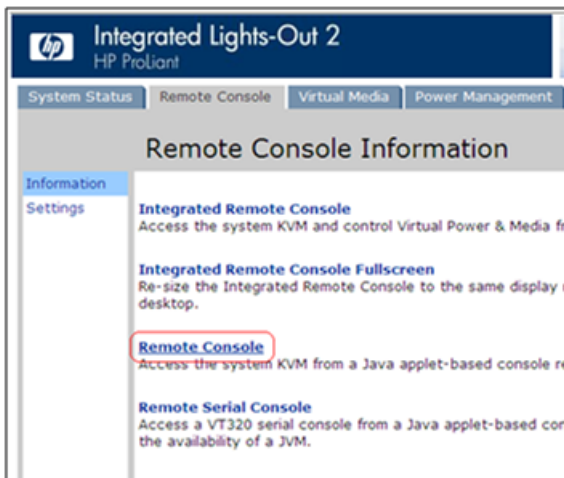 hp
Integrated Lights-Out 2
HP ProLiant
System Status Remote Console Virtual Media Power Management
Remote Console Information
Information
Settings
Integrated Remote Console
Access the system KVM and control Virtual Power & Media
Integrated Remote Console Fullscreen
Re-size the Integrated Remote Console to the same display
desktop.
Remote Console
Access the system KVM from a Java applet-based console
Remote Serial Console
Access a VT320 serial console from a Java applet-based
the availability of a JVM.